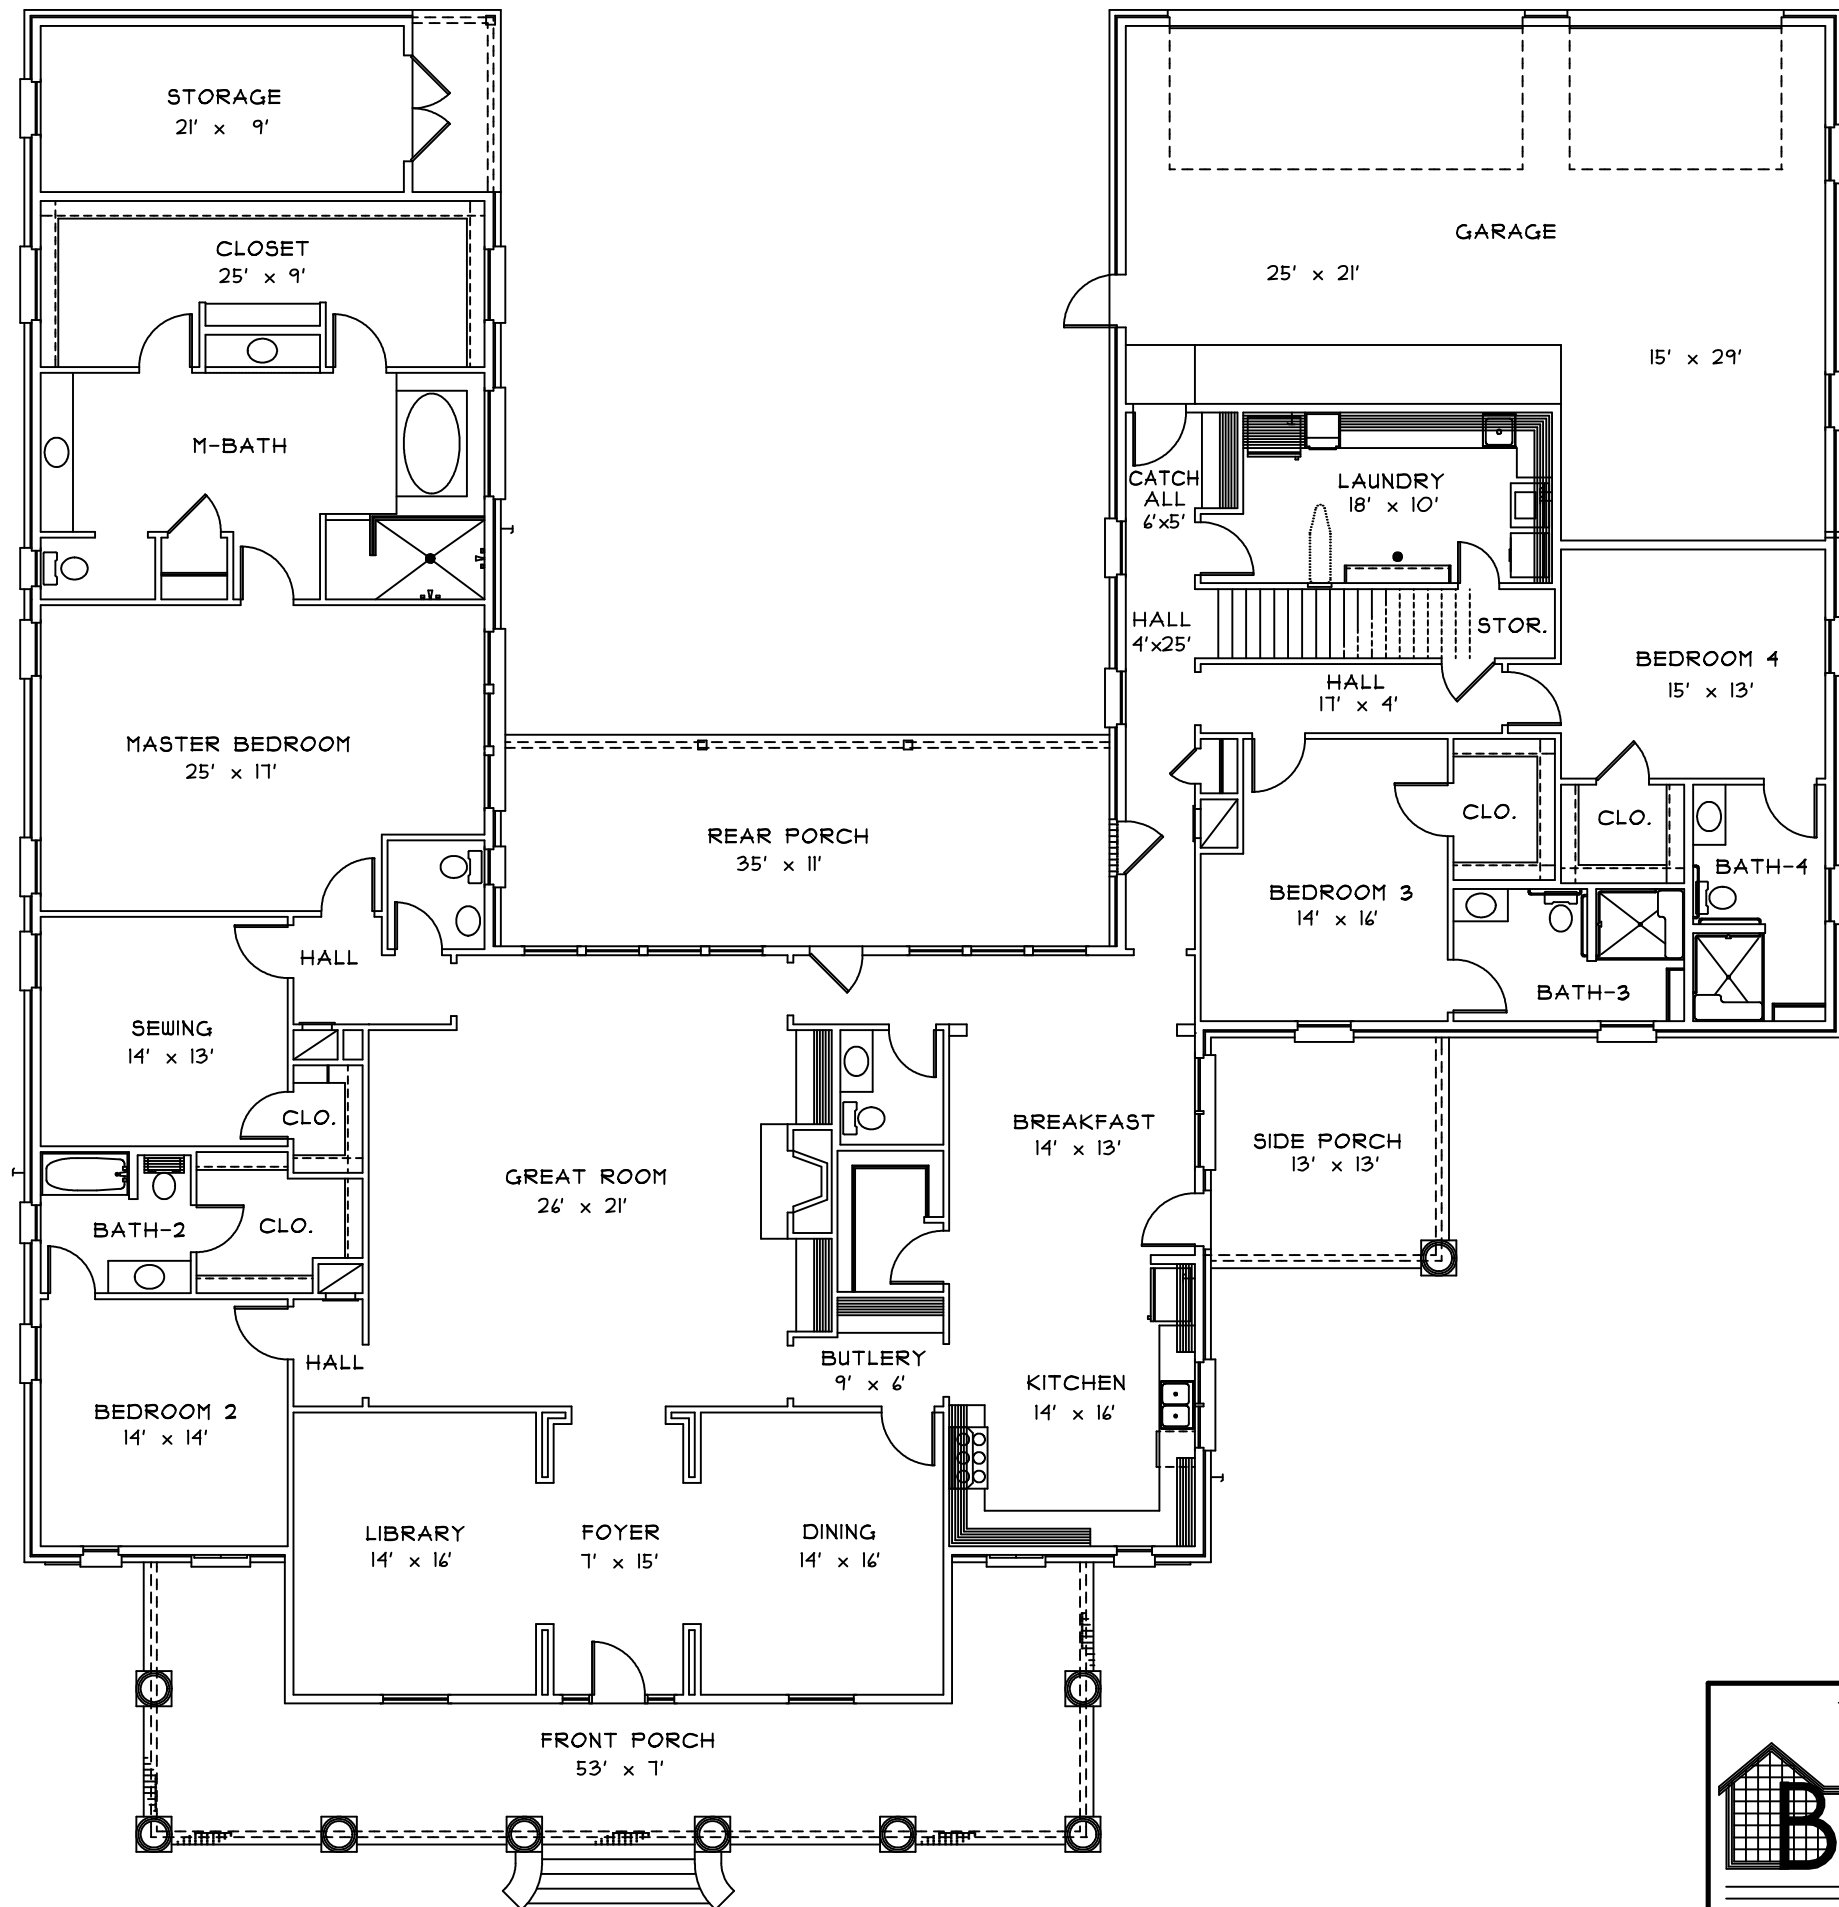 STORAGE
21' x 9'
GARAGE
25' x 21'
15' x 29'
CLOSET
25' x 9'
M-BATH
CATCH
ALL
6'x5'
LAUNDRY
18' x 10'
HALL
4'x25'
STOR.
HALL
17' x 4'
BEDROOM 4
15' x 13'
MASTER BEDROOM
25' x 17'
REAR PORCH
35' x 11'
CLO.
CLO.
BATH-4
BEDROOM 3
14' x 16'
BATH-3
HALL
SEWING
14' x 13'
CLO.
BREAKFAST
14' x 13'
SIDE PORCH
13' x 13'
GREAT ROOM
26' x 21'
BATH-2
CLO.
HALL
BUTLERY
9' x 6'
KITCHEN
14' x 16'
BEDROOM 2
14' x 14'
LIBRARY
14' x 16'
FOYER
7' x 15'
DINING
14' x 16'
FRONT PORCH
53' x 7'
B